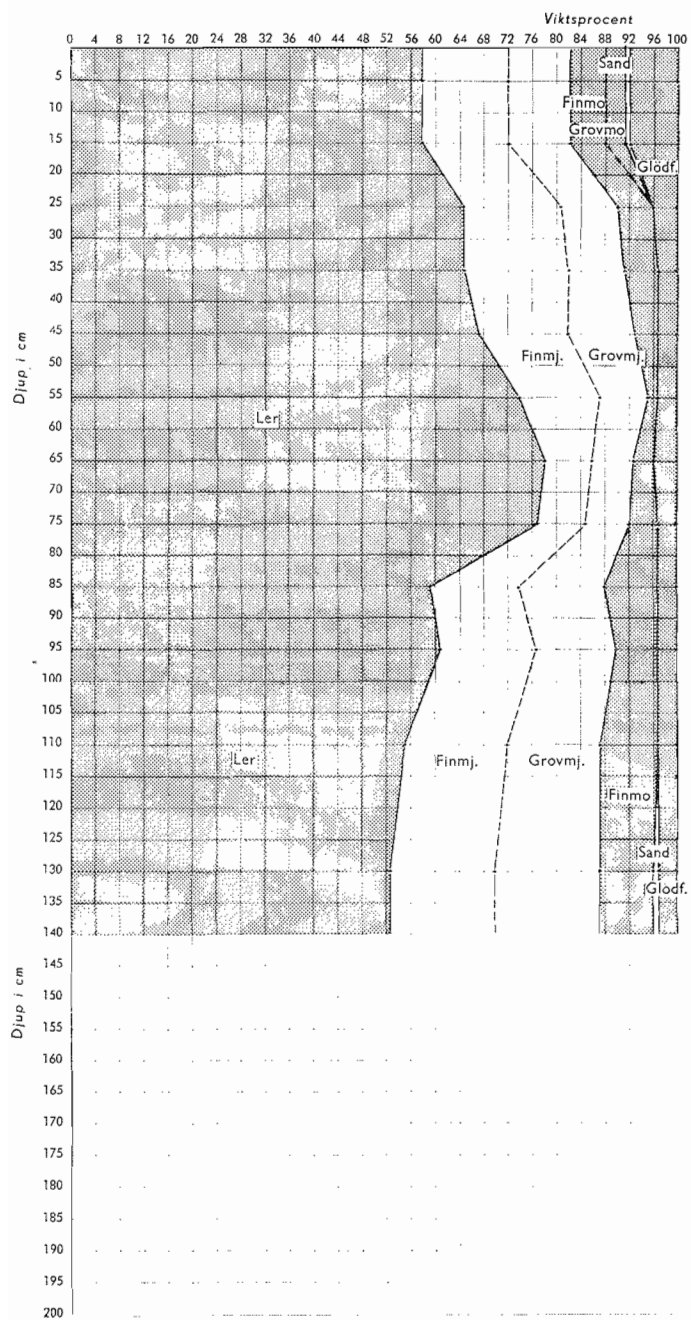 Viktsprocent
0 4 8 12 16 20 24 28 32 36 40 44 48 52 56 60 64 68 72 76 80 84 88 92 96 100
Sand
5
Finmo
10
Grovmo
15
Glödf.
20
25
30
35
40
45
Finmj. Grovmj.
50
Djup i cm
55
Ler
60
65
70
75
80
85
90
95
100
105
110
Ler Finmj. Grovmj.
115
Finmo
120
125
Sand
130
Glödf.
135
140
145
150
Djup i cm
155
160
165
170
175
180
185
190
195
200